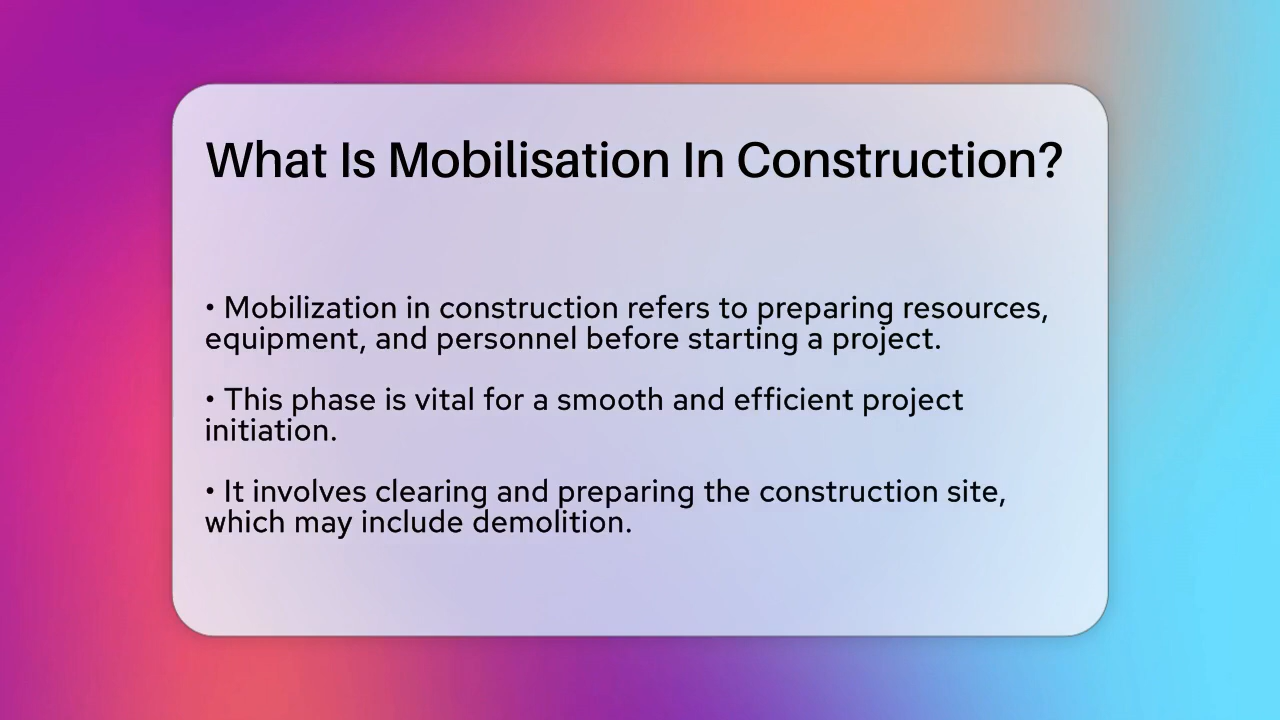 What Is Mobilisation In Construction?
• Mobilization in construction refers to preparing resources,
equipment, and personnel before starting a project.
• This phase is vital for a smooth and efficient project
initiation.
• It involves clearing and preparing the construction site,
which may include demolition.